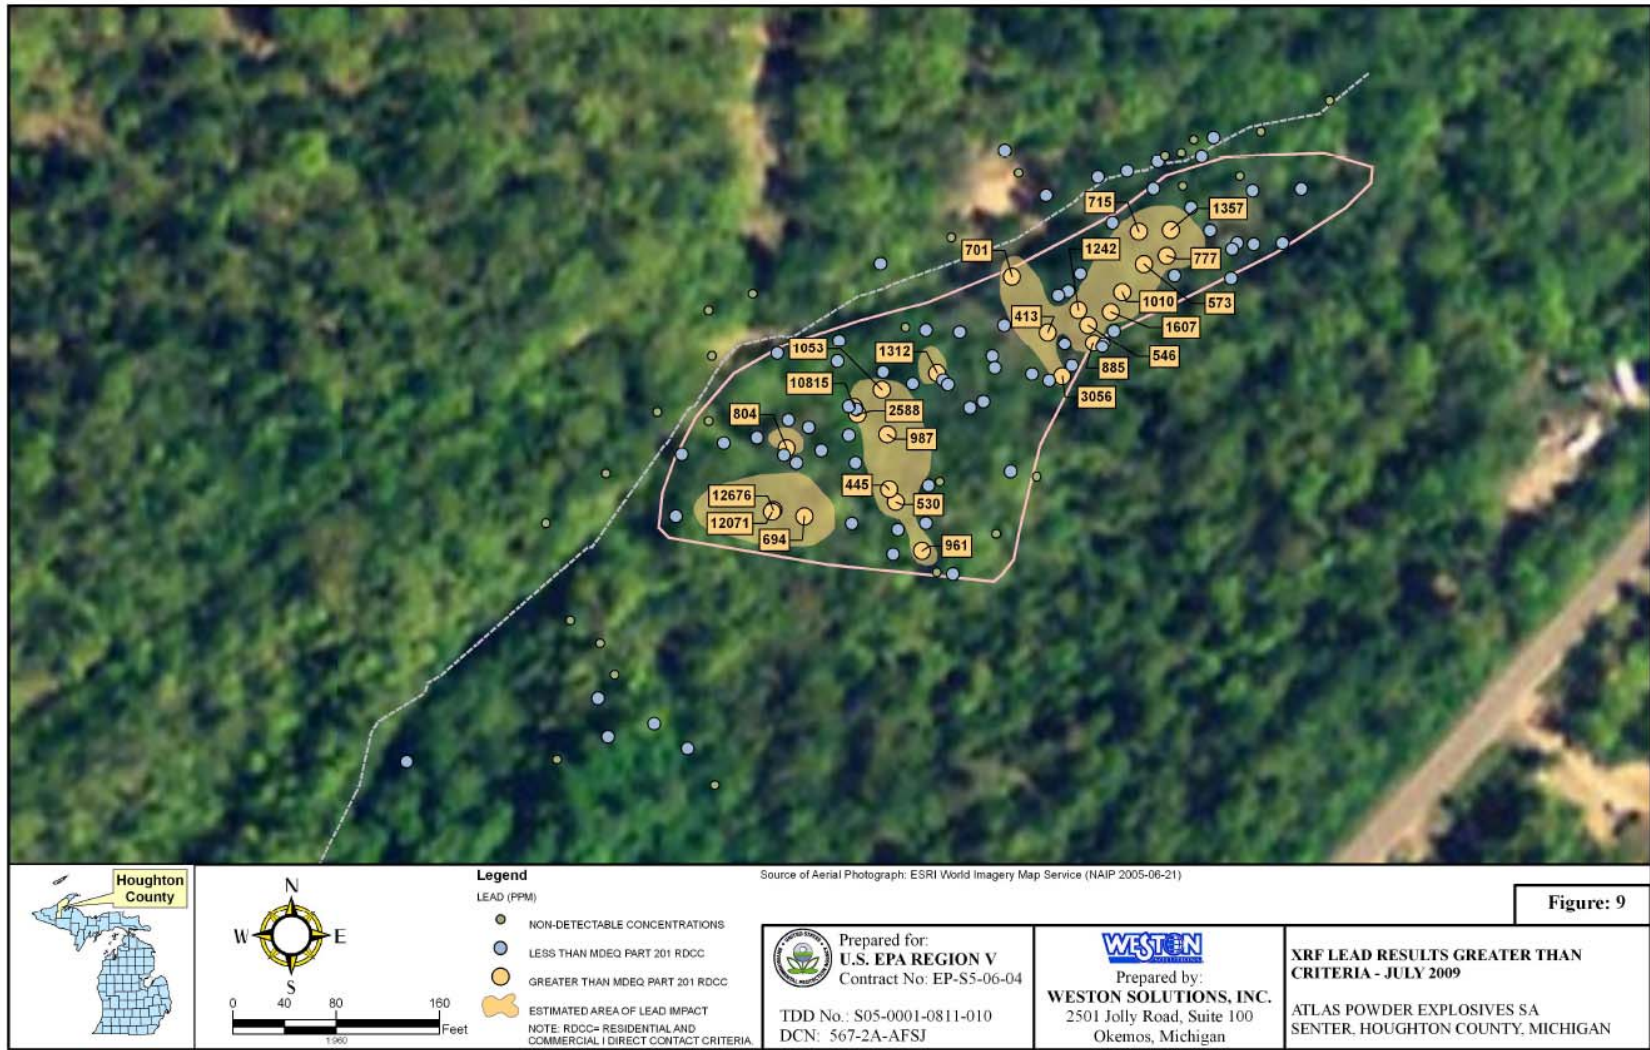 715
1357
701
1242
777
1010
573
413
1607
1053
1312
546
885
10815
3056
804
2588
987
445
12676
530
12071
694
961
Houghton
County
N
W
E
S
0 40 80 160
Feet
1:960
Legend
LEAD (PPM)
NON-DETECTABLE CONCENTRATIONS
LESS THAN MDEQ PART 201 RDCC
GREATER THAN MDEQ PART 201 RDCC
ESTIMATED AREA OF LEAD IMPACT
NOTE: RDCC= RESIDENTIAL AND
COMMERCIAL I DIRECT CONTACT CRITERIA.
Source of Aerial Photograph: ESRI World Imagery Map Service (NAIP 2005-06-21)
Figure: 9
Prepared for:
U.S. EPA REGION V
Contract No: EP-S5-06-04
TDD No.: S05-0001-0811-010
DCN: 567-2A-AFSJ
WESTON
SOLUTIONS
Prepared by:
WESTON SOLUTIONS, INC.
2501 Jolly Road, Suite 100
Okemos, Michigan
XRF LEAD RESULTS GREATER THAN
CRITERIA - JULY 2009
ATLAS POWDER EXPLOSIVES SA
SENTER, HOUGHTON COUNTY, MICHIGAN